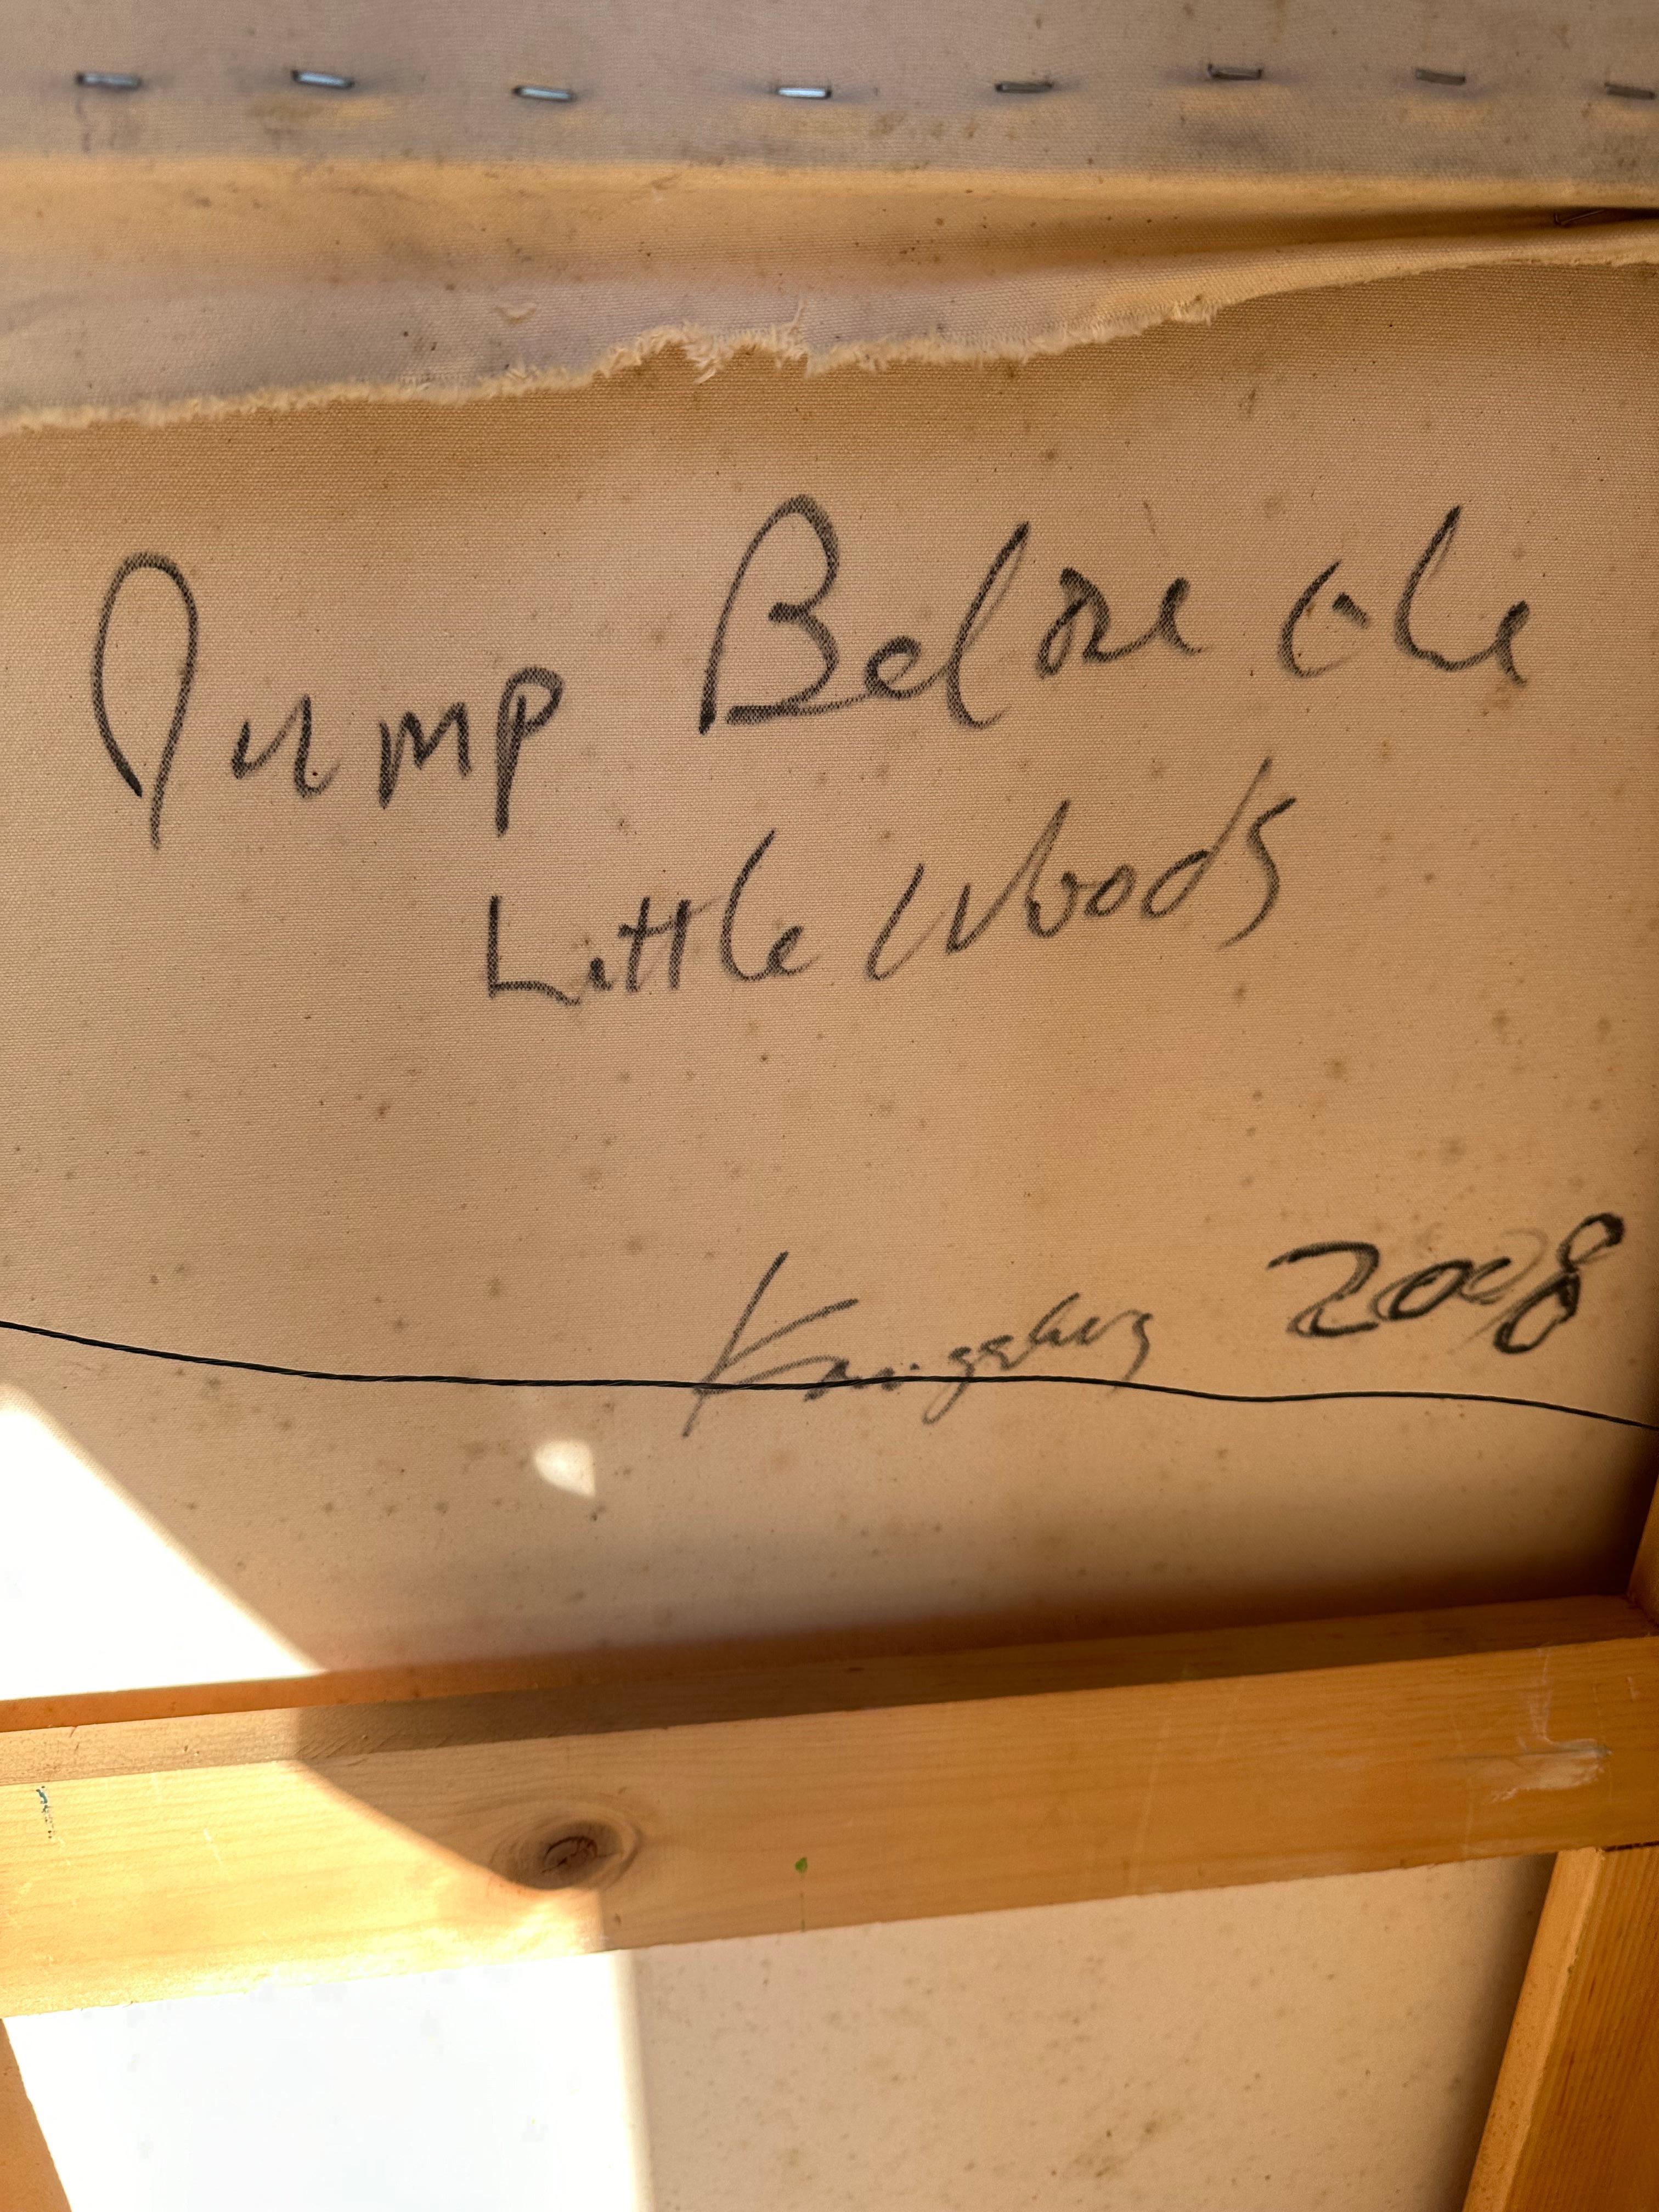 Jump Before the
Little Woods
2008